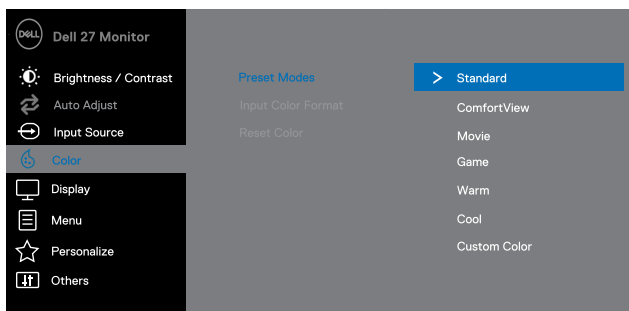 DELL
Dell 27 Monitor
Brightness / Contrast
Auto Adjust
Input Source
Color
Display
Menu
Personalize
Others
Preset Modes
Input Color Format
Reset Color
Standard
ComfortView
Movie
Game
Warm
Cool
Custom Color